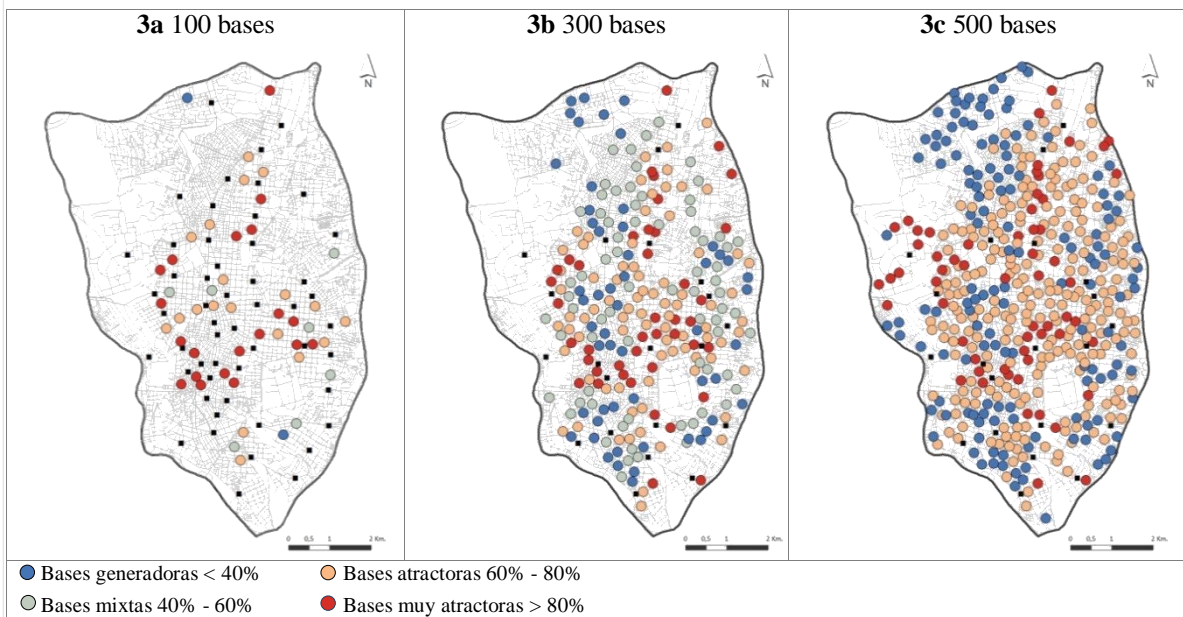 3a 100 bases
3b 300 bases
3c 500 bases
N
N
N
0 0,5 1 2 Km.
0 0,5 1 2 Km.
0 0,5 1 2 Km.
Bases generadoras < 40%
Bases atractoras 60% - 80%
Bases mixtas 40% - 60%
Bases muy atractoras > 80%